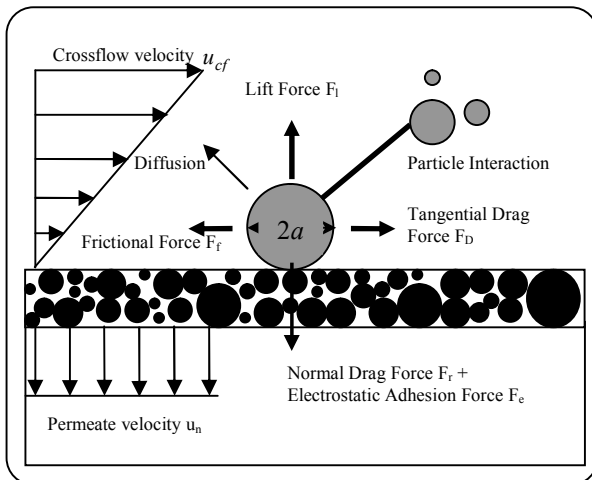 Crossflow velocity u_cf
Lift Force F_l
Diffusion
Particle Interaction
2a
Frictional Force F_f
Tangential Drag
Force F_D
Normal Drag Force F_r +
Electrostatic Adhesion Force F_e
Permeate velocity u_n